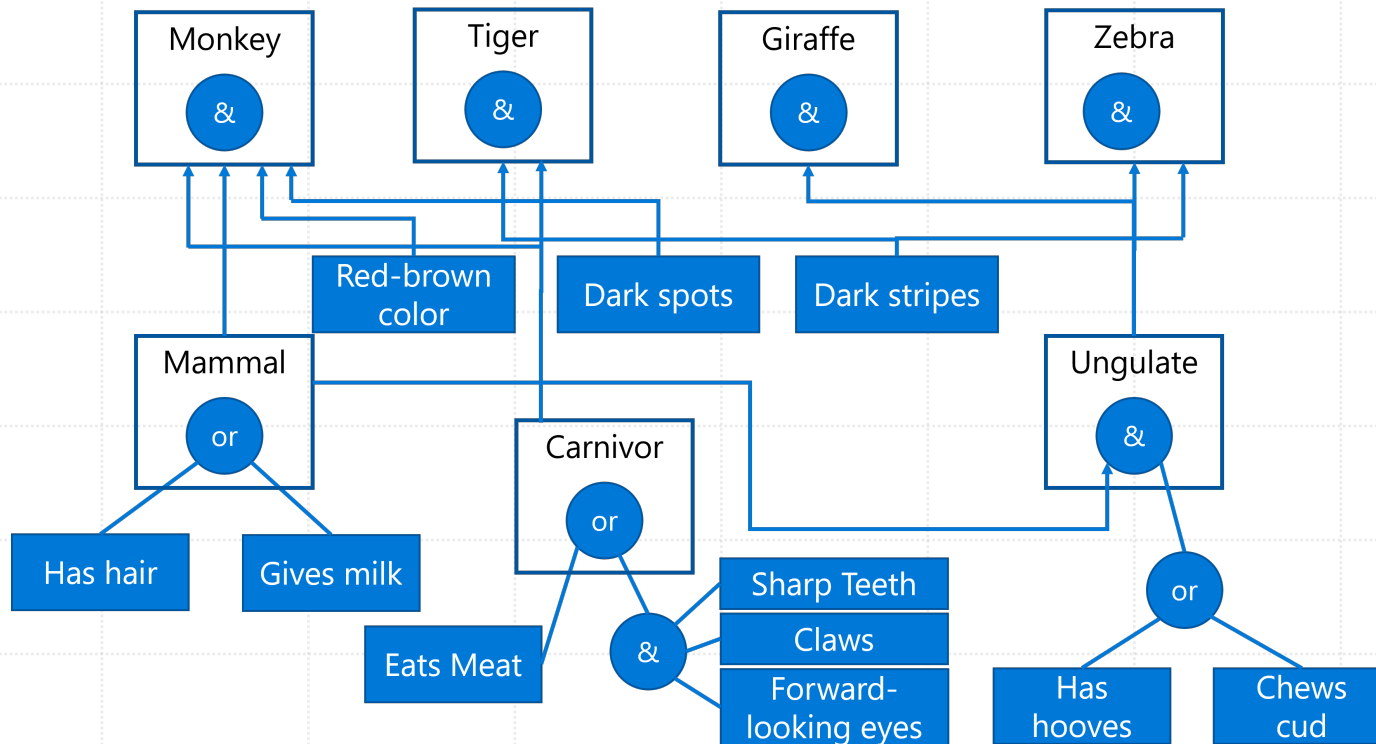 Monkey
Tiger
Giraffe
Zebra
&
&
&
&
Red-brown
color
Dark spots
Dark stripes
Mammal
or
Ungulate
&
Carnivor
or
Has hair
Gives milk
Eats Meat
&
Sharp Teeth
Claws
Forward-
looking eyes
or
Has
hooves
Chews
cud